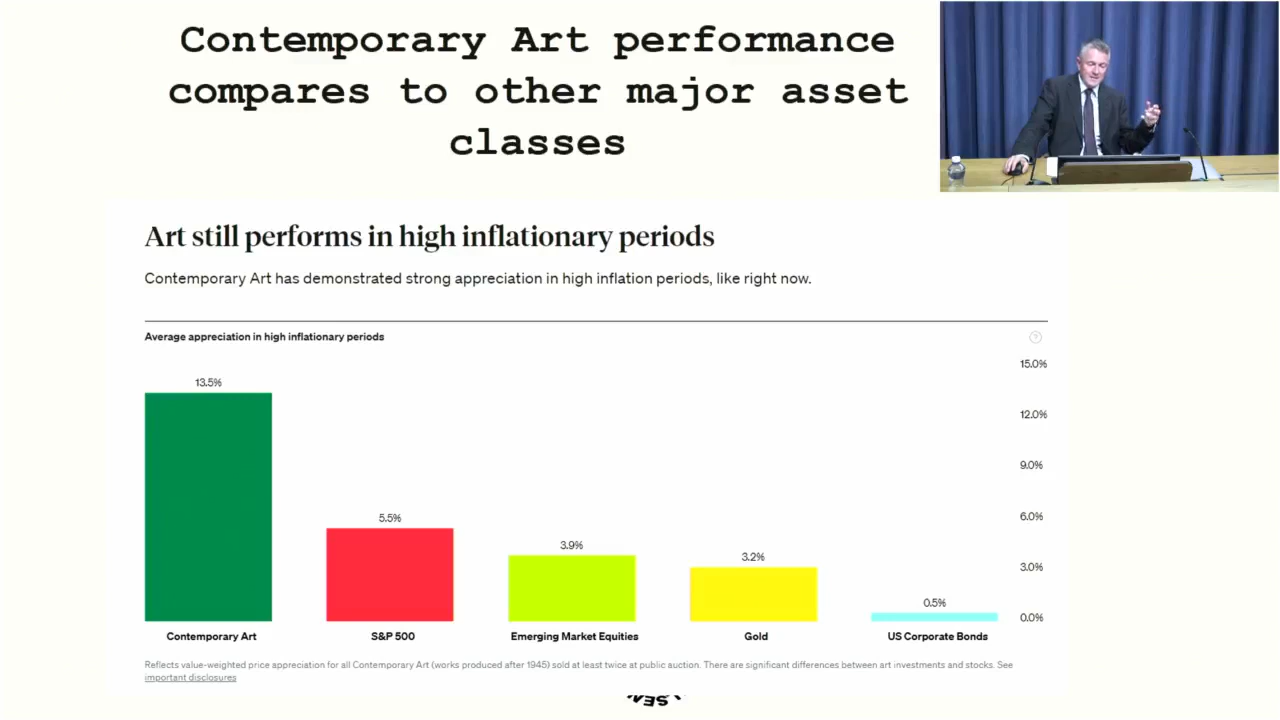 Contemporary Art performance
compares to other major asset
classes
Art still performs in high inflationary periods
Contemporary Art has demonstrated strong appreciation in high inflation periods, like right now.
Average appreciation in high inflationary periods
?
15.0%
13.5%
12.0%
9.0%
5.5%
6.0%
3.9%
3.2%
3.0%
0.5%
0.0%
Contemporary Art
S&P 500
Emerging Market Equities
Gold
US Corporate Bonds
Reflects value-weighted price appreciation for all Contemporary Art (works produced after 1945) sold at least twice at public auction. There are significant differences between art investments and stocks. See
important disclosures